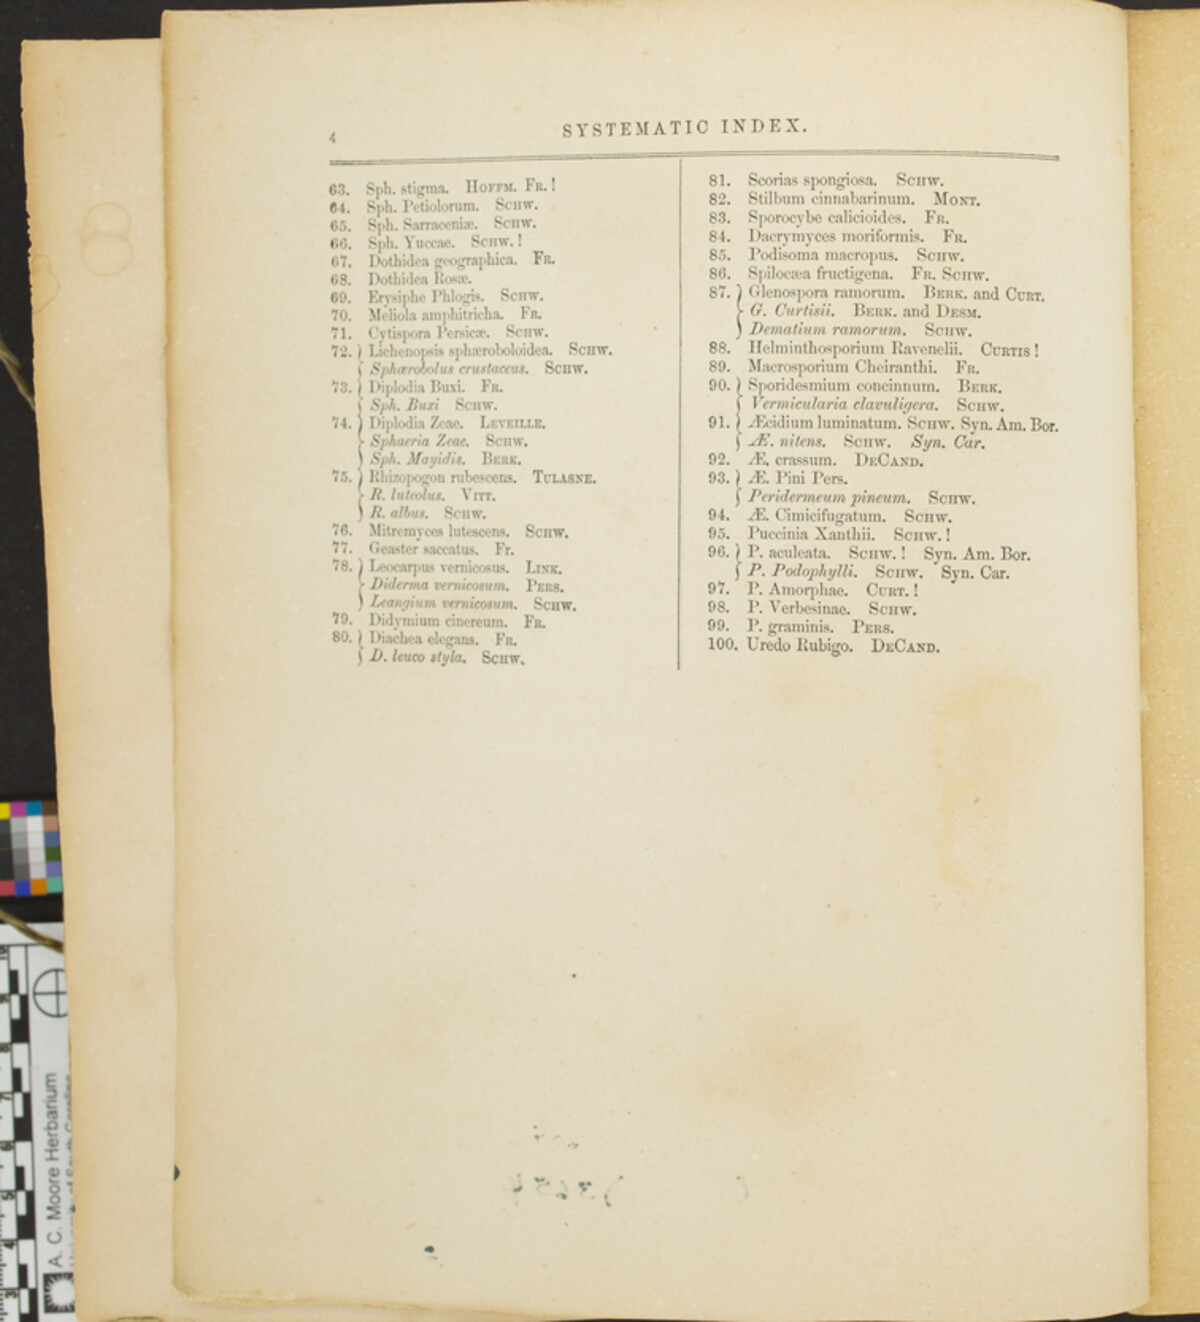 4
SYSTEMATIC INDEX.
63. Sph. stigma. HOFFM. FR. !
64. Sph. Petiolorum. SCHW.
65. Sph. Sarraceniæ. SCHW.
66. Sph. Yuccae. SCHW. !
67. Dothidea geographica. FR.
68. Dothidea Rosæ.
69. Erysiphe Phlogis. SCHW.
70. Meliola amphitricha. FR.
71. Cytispora Persicæ. SCHW.
72. Lichenopsis sphæroboloidea. SCHW.
Sphærobolus crustaceus. SCHW.
73. Diplodia Buxi. FR.
Sph. Buxi SCHW.
74. Diplodia Zeae. LEVEILLE.
Sphaeria Zeae. SCHW.
Sph. Mayidis. BERK.
75. Rhizopogon rubescens. TULASNE.
R. luteolus. VITT.
R. albus. SCHW.
76. Mitremyces lutescens. SCHW.
77. Geaster saccatus. Fr.
78. Leocarpus vernicosus. LINK.
Diderma vernicosum. PERS.
Leangium vernicosum. SCHW.
79. Didymium cinereum. FR.
80. Diachea elegans. FR.
D. leuco styla. SCHW.
81. Scorias spongiosa. SCHW.
82. Stilbum cinnabarinum. MONT.
83. Sporocybe calicioides. FR.
84. Dacrymyces moriformis. FR.
85. Podisoma macropus. SCHW.
86. Spilocæa fructigena. FR. SCHW.
87. Glenospora ramorum. BERK. and CURT.
G. Curtisii. BERK. and DESM.
Dematium ramorum. SCHW.
88. Helminthosporium Ravenelii. CURTIS !
89. Macrosporium Cheiranthi. FR.
90. Sporidesmium concinnum. BERK.
Vermicularia clavuligera. SCHW.
91. Æcidium luminatum. SCHW. Syn. Am. Bor.
Æ. nitens. SCHW. Syn. Car.
92. Æ. crassum. DECAND.
93. Æ. Pini Pers.
Peridermeum pineum. SCHW.
94. Æ. Cimicifugatum. SCHW.
95. Puccinia Xanthii. SCHW. !
96. P. aculeata. SCHW. ! Syn. Am. Bor.
P. Podophylli. SCHW. Syn. Car.
97. P. Amorphae. CURT. !
98. P. Verbesinae. SCHW.
99. P. graminis. PERS.
100. Uredo Rubigo. DECAND.
A. C. Moore Herbarium